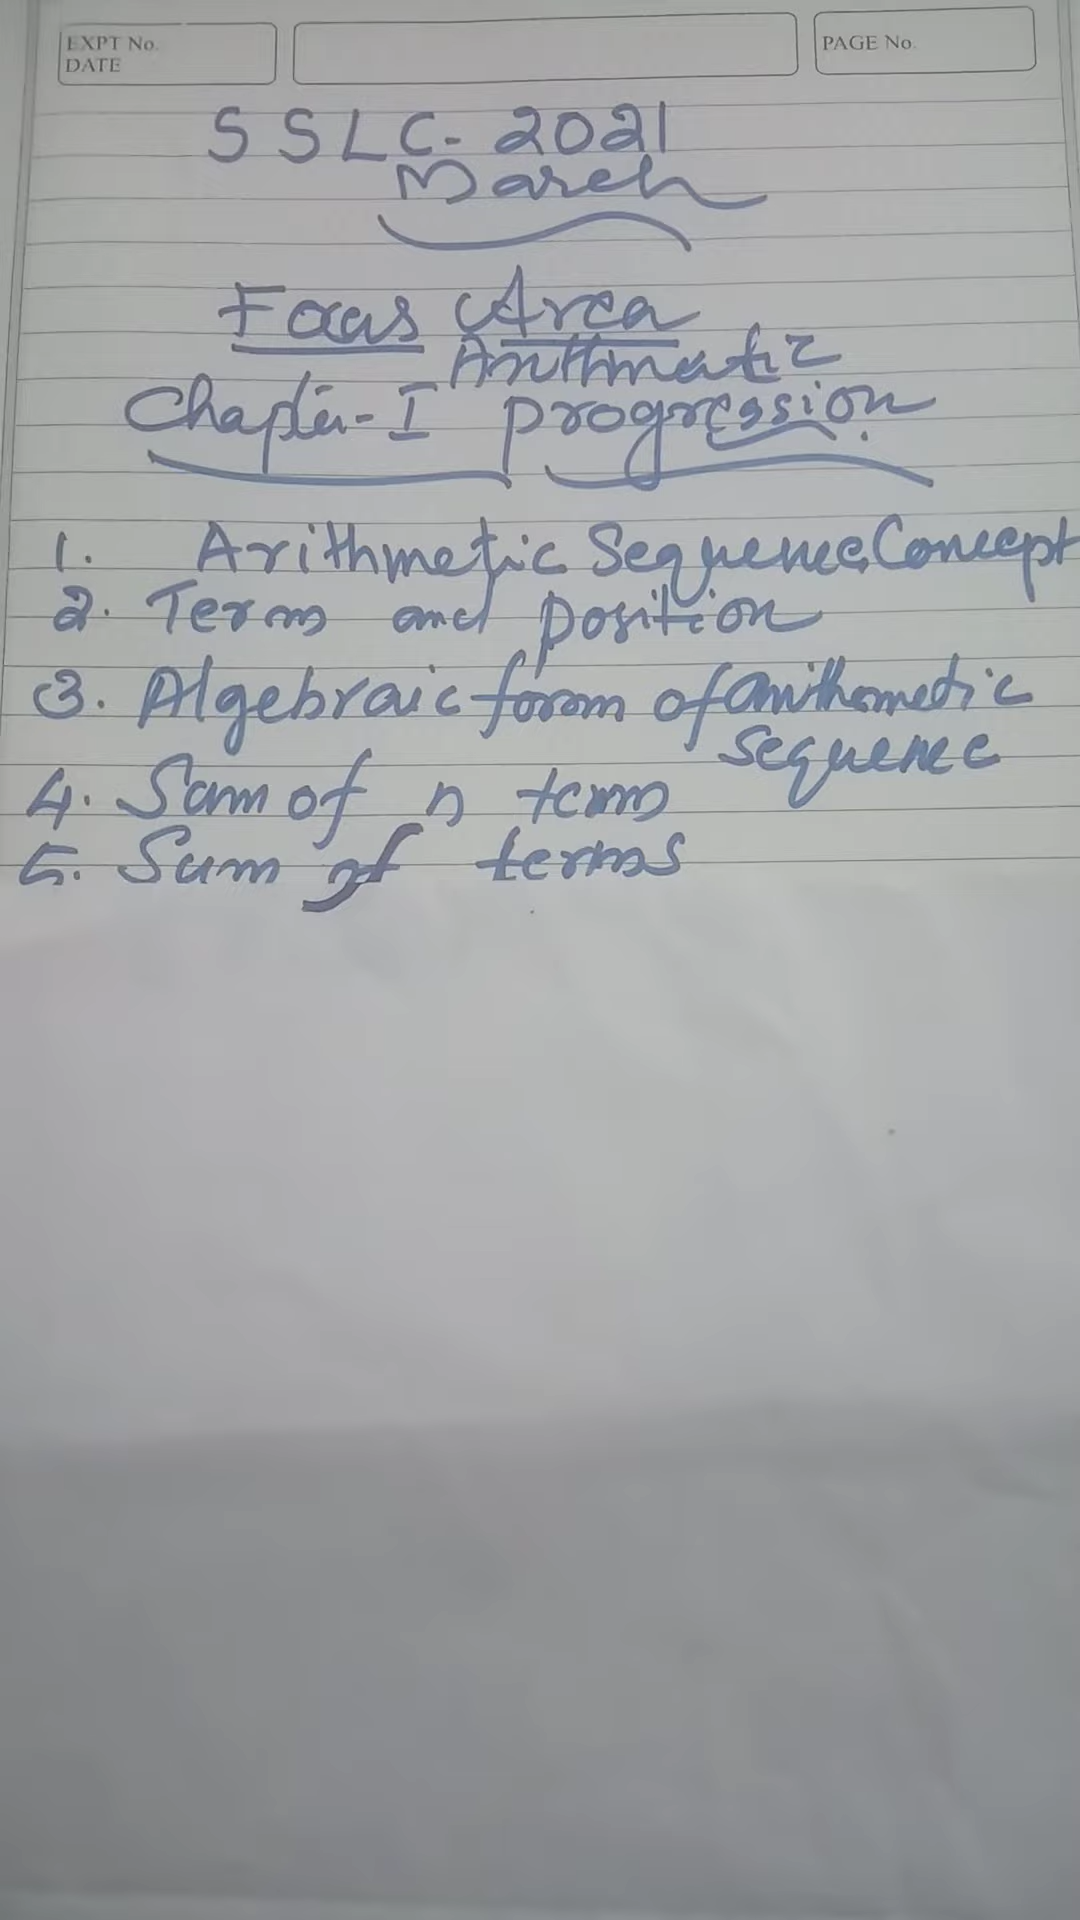 EXPT No.
DATE
PAGE No.
SSLC-2021
March
Focus Area
Arithmatic
Chapter-I Progression.
1. Arithmetic Sequence, Concept
2. Term and Position
3. Algebraic form of arithmetic
Sequence
4. Sum of n term
5. Sum of terms